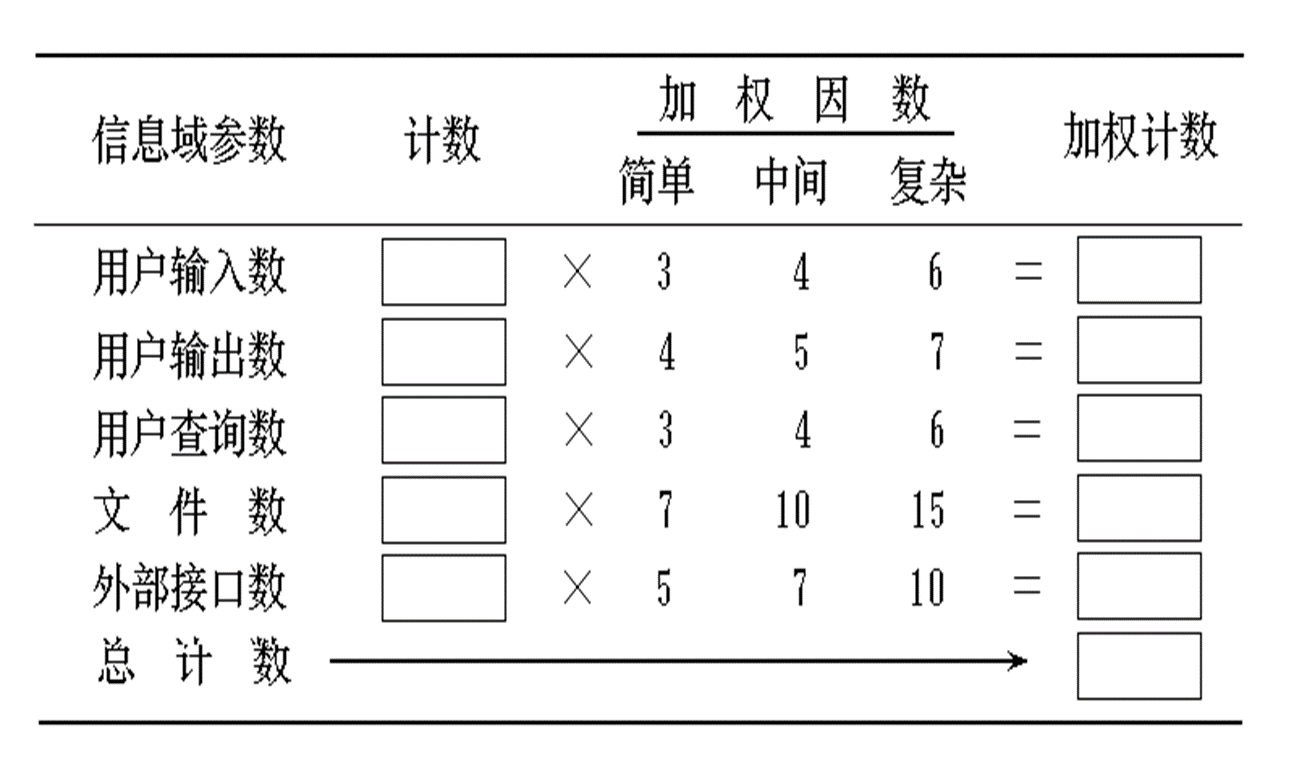 加权因数
信息域参数 计数 加权计数
简单 中间 复杂
用户输入数 × 3 4 6 =
用户输出数 × 4 5 7 =
用户查询数 × 3 4 6 =
文件数 × 7 10 15 =
外部接口数 × 5 7 10 =
总计数